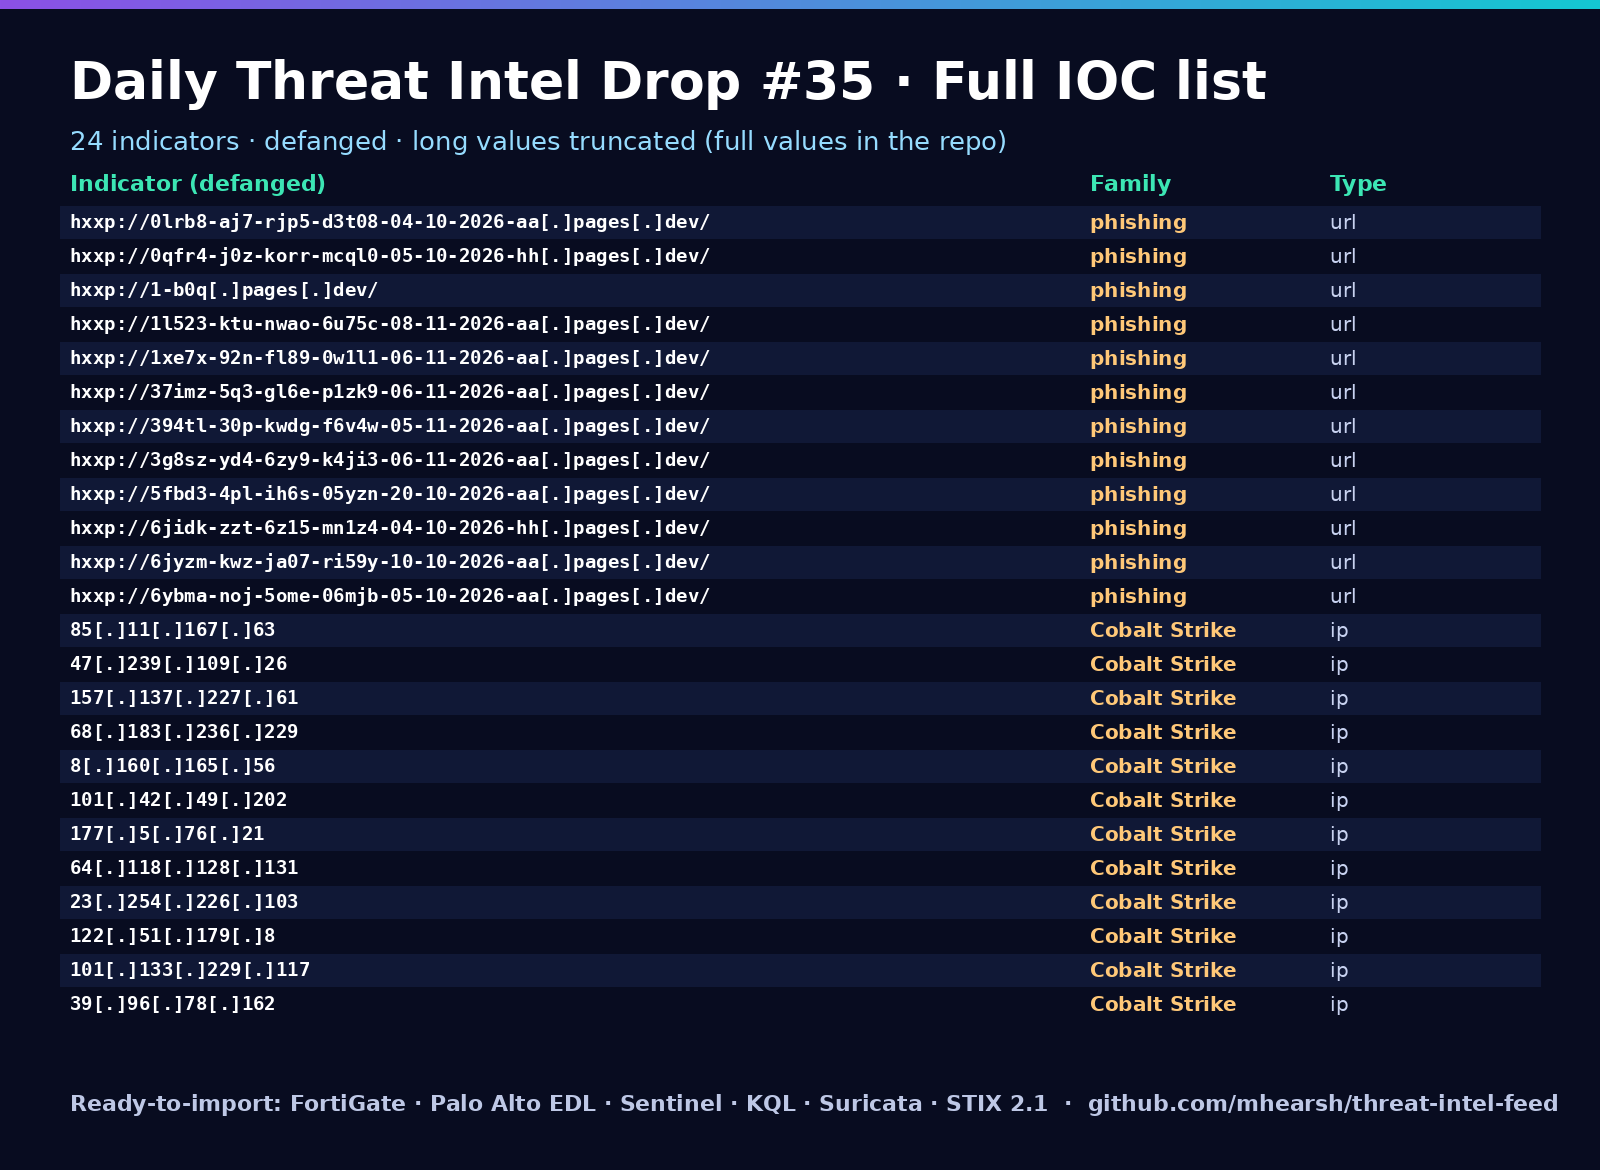 Daily Threat Intel Drop #35 · Full IOC list
24 indicators · defanged · long values truncated (full values in the repo)
Indicator (defanged) Family Type
hxxp://0lrb8-aj7-rjp5-d3t08-04-10-2026-aa[.]pages[.]dev/ phishing url
hxxp://0qfr4-j0z-korr-mcql0-05-10-2026-hh[.]pages[.]dev/ phishing url
hxxp://1-b0q[.]pages[.]dev/ phishing url
hxxp://1l523-ktu-nwao-6u75c-08-11-2026-aa[.]pages[.]dev/ phishing url
hxxp://1xe7x-92n-fl89-0w1l1-06-11-2026-aa[.]pages[.]dev/ phishing url
hxxp://37imz-5q3-gl6e-p1zk9-06-11-2026-aa[.]pages[.]dev/ phishing url
hxxp://394tl-30p-kwdg-f6v4w-05-11-2026-aa[.]pages[.]dev/ phishing url
hxxp://3g8sz-yd4-6zy9-k4ji3-06-11-2026-aa[.]pages[.]dev/ phishing url
hxxp://5fbd3-4pl-ih6s-05yzn-20-10-2026-aa[.]pages[.]dev/ phishing url
hxxp://6jidk-zzt-6z15-mn1z4-04-10-2026-hh[.]pages[.]dev/ phishing url
hxxp://6jyzm-kwz-ja07-ri59y-10-10-2026-aa[.]pages[.]dev/ phishing url
hxxp://6ybma-noj-5ome-06mjb-05-10-2026-aa[.]pages[.]dev/ phishing url
85[.]11[.]167[.]63 Cobalt Strike ip
47[.]239[.]109[.]26 Cobalt Strike ip
157[.]137[.]227[.]61 Cobalt Strike ip
68[.]183[.]236[.]229 Cobalt Strike ip
8[.]160[.]165[.]56 Cobalt Strike ip
101[.]42[.]49[.]202 Cobalt Strike ip
177[.]5[.]76[.]21 Cobalt Strike ip
64[.]118[.]128[.]131 Cobalt Strike ip
23[.]254[.]226[.]103 Cobalt Strike ip
122[.]51[.]179[.]8 Cobalt Strike ip
101[.]133[.]229[.]117 Cobalt Strike ip
39[.]96[.]78[.]162 Cobalt Strike ip
Ready-to-import: FortiGate · Palo Alto EDL · Sentinel · KQL · Suricata · STIX 2.1 · github.com/mhearsh/threat-intel-feed